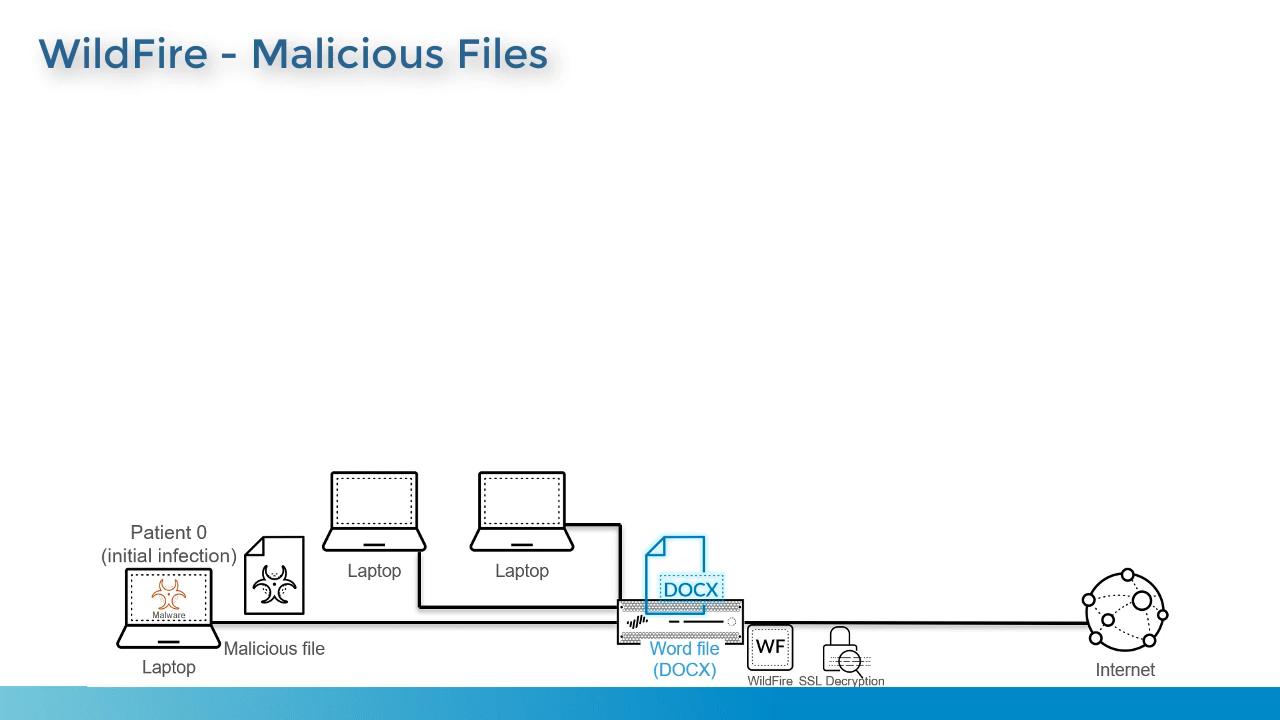 WildFire - Malicious Files
Patient 0
(initial infection)
Malware
Laptop
Malicious file
Laptop
Laptop
DOCX
Word file
(DOCX)
WF
WildFire
SSL Decryption
Internet